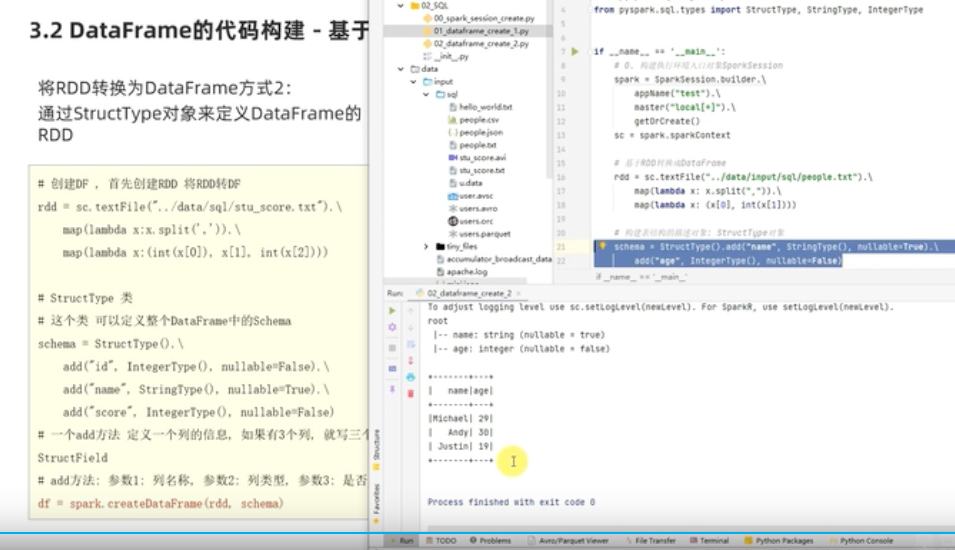 3.2 DataFrame的代码构建 - 基于
将RDD转换为DataFrame方式2：
通过StructType对象来定义DataFrame的
RDD
# 创建DF ，首先创建RDD 将RDD转DF
rdd = sc.textFile("../data/sql/stu_score.txt").\
map(lambda x:x.split(',')).\
map(lambda x:(int(x[0]), x[1], int(x[2])))
# StructType 类
# 这个类 可以定义整个DataFrame中的Schema
schema = StructType().\
add("id", IntegerType(), nullable=False).\
add("name", StringType(), nullable=True).\
add("score", IntegerType(), nullable=False)
# 一个add方法 定义一个列的信息, 如果有3个列, 就写三个
StructField
# add方法: 参数1: 列名称, 参数2: 列类型, 参数3: 是否
df = spark.createDataFrame(rdd, schema)
02_SQL
00_spark_session_create.py
01_dataframe_create_1.py
02_dataframe_create_2.py
__init__.py
data
input
sql
hello_world.txt
people.csv
people.json
people.txt
stu_score.avi
stu_score.txt
u.data
user.avsc
users.avro
users.orc
users.parquet
tiny_files
accumulator_broadcast_data
apache.log
4 from pyspark.sql.types import StructType, StringType, IntegerType
5
6
7 if __name__ == '__main__':
8 # 0. 构建执行环境入口对象SparkSession
9 spark = SparkSession.builder.\
10 appName("test").\
11 master("local[*]").\
12 getOrCreate()
13 sc = spark.sparkContext
14
15 # 基于RDD转换成DataFrame
16 rdd = sc.textFile("../data/input/sql/people.txt").\
17 map(lambda x: x.split(",")).\
18 map(lambda x: (x[0], int(x[1])))
19
20 # 构建表结构的描述对象: StructType对象
21 schema = StructType().add("name", StringType(), nullable=True).\
22 add("age", IntegerType(), nullable=False)
if __name__ == '__main__'
Run: 02_dataframe_create_2 ×
To adjust logging level use sc.setLogLevel(newLevel). For SparkR, use setLogLevel(newLevel).
root
|-- name: string (nullable = true)
|-- age: integer (nullable = false)
+-------+---+
| name|age|
+-------+---+
|Michael| 29|
| Andy| 30|
| Justin| 19|
+-------+---+
Process finished with exit code 0
Structure
Favorites
Run TODO Problems Avro/Parquet Viewer File Transfer Terminal Python Packages Python Console